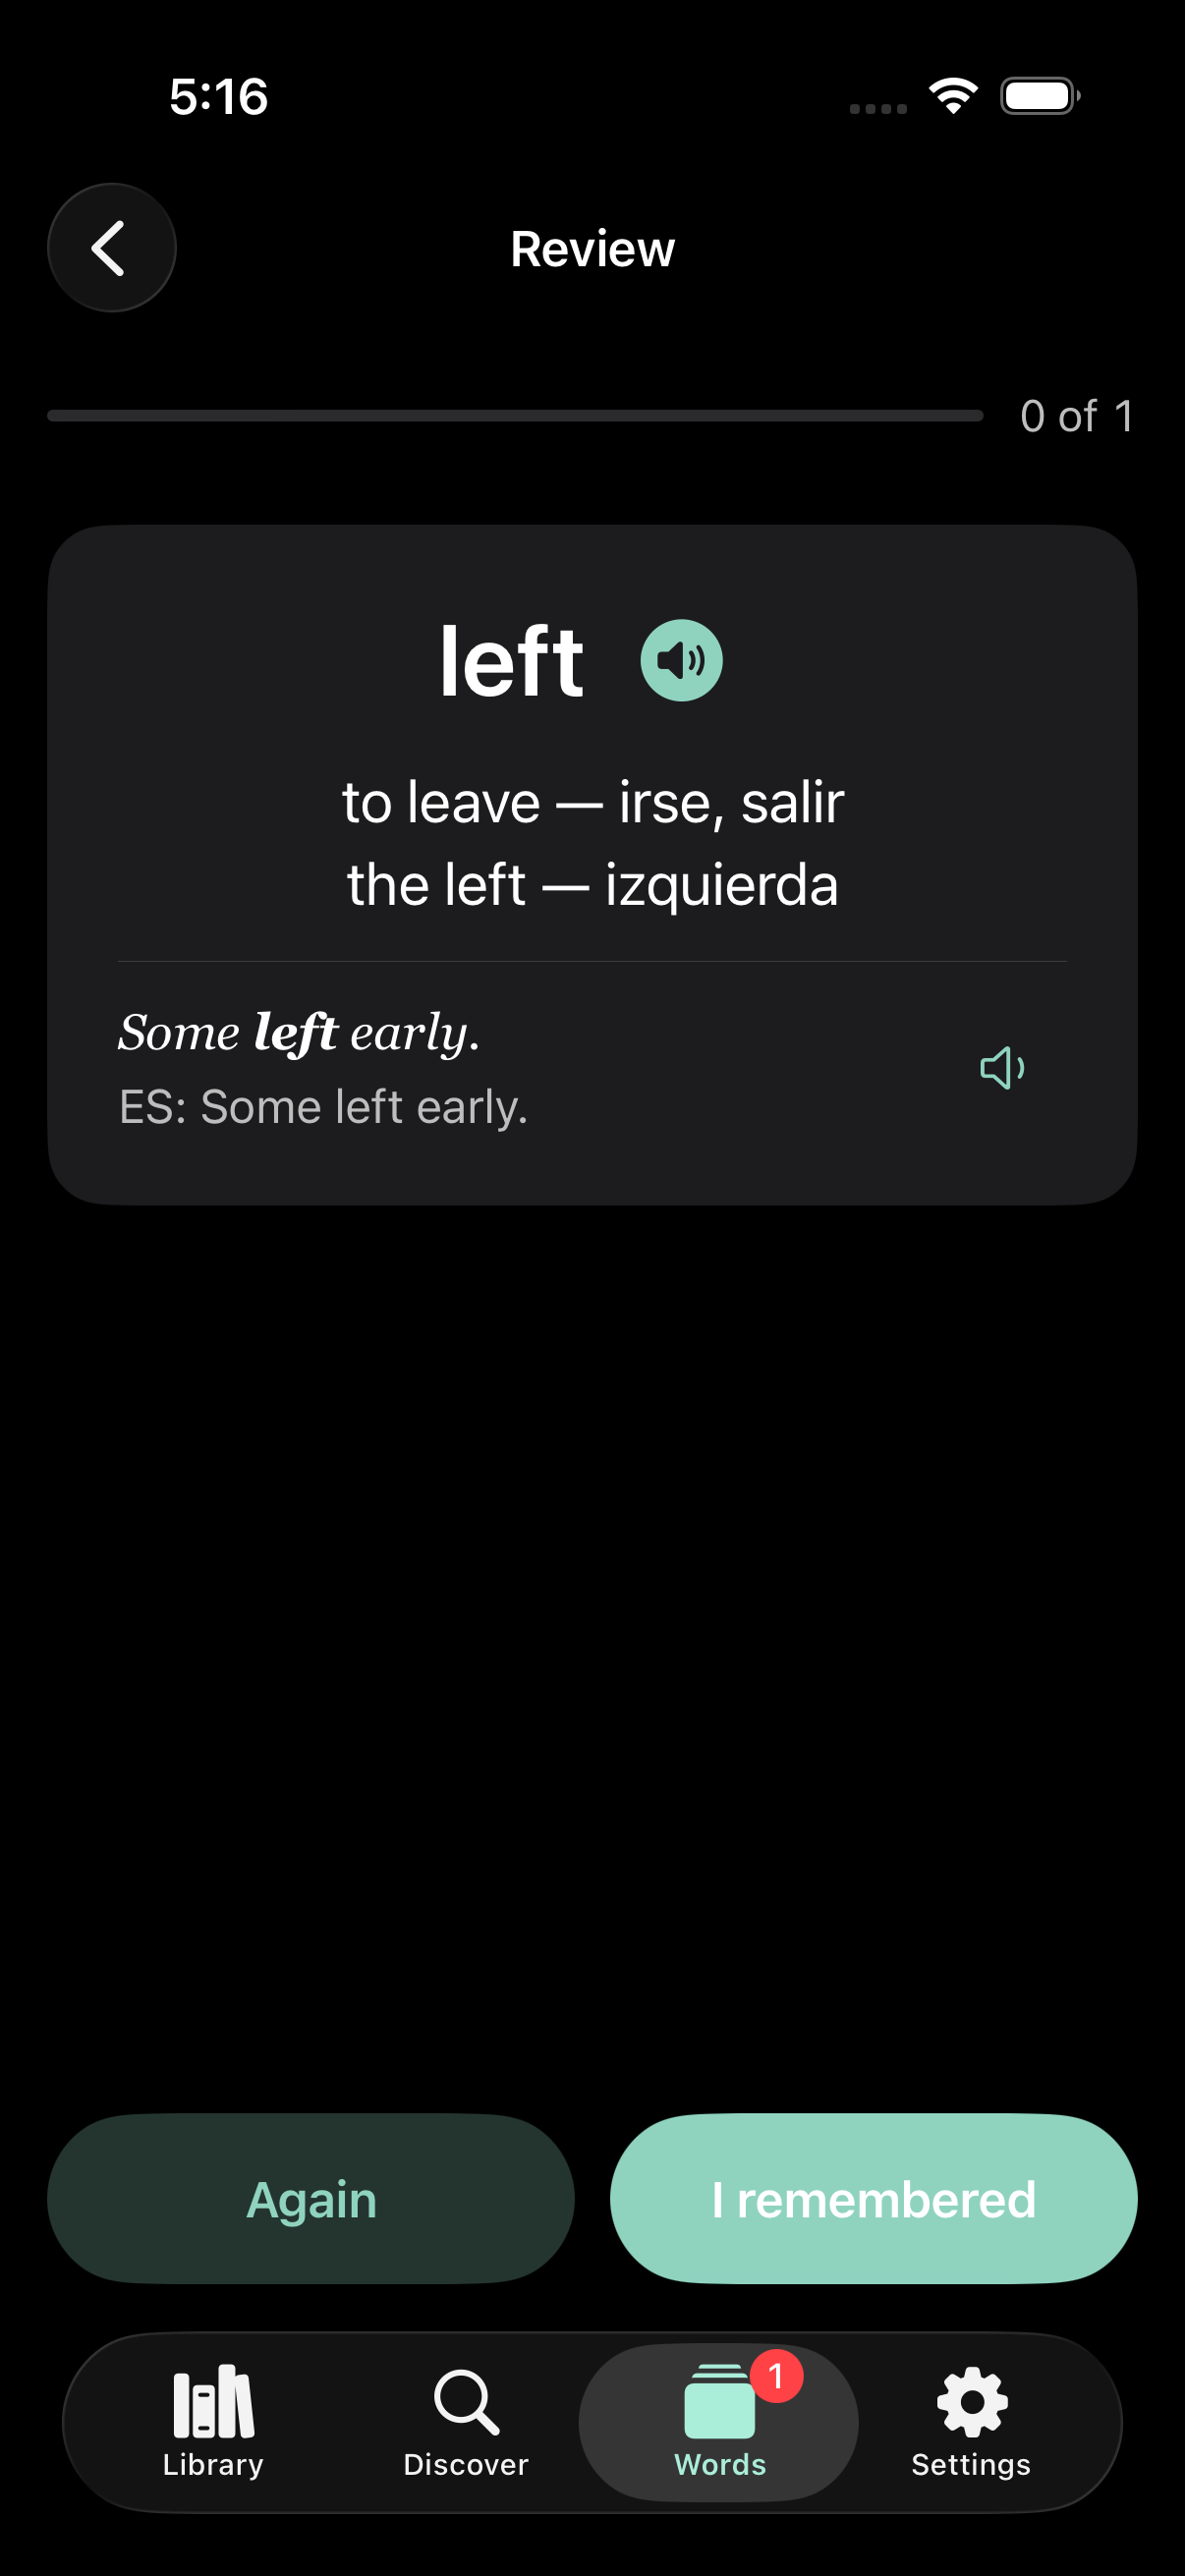 5:16
Review
0 of 1
left
to leave — irse, salir
the left — izquierda
Some left early.
ES: Some left early.
Again
I remembered
1
Library
Discover
Words
Settings